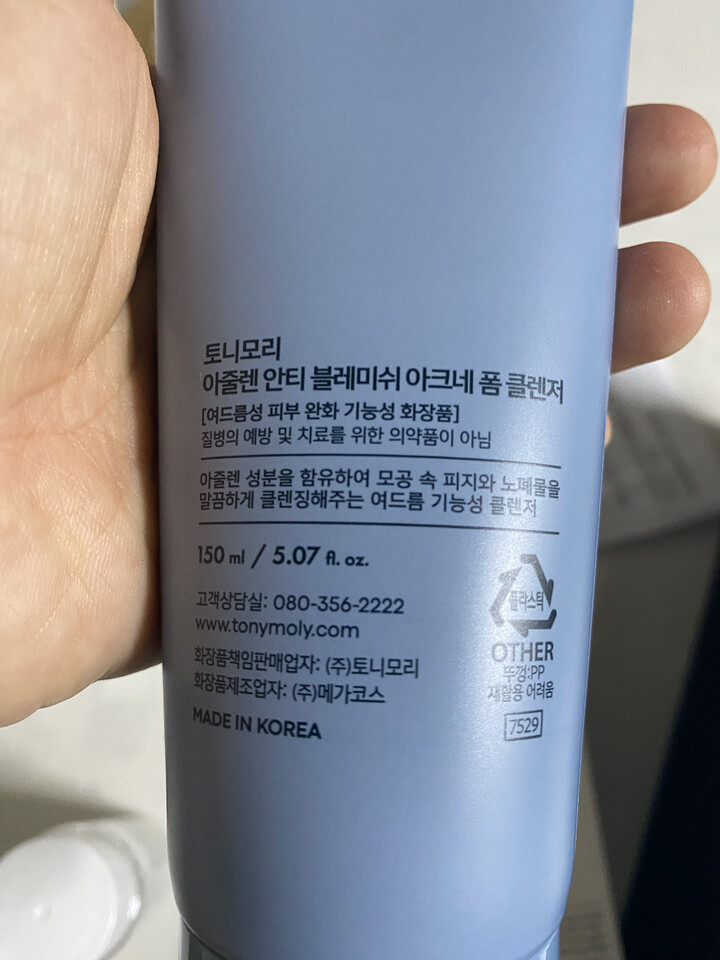 토니모리
아줄렌 안티 블레미쉬 아크네 폼 클렌저
[여드름성 피부 완화 기능성 화장품]
질병의 예방 및 치료를 위한 의약품이 아님
아줄렌 성분을 함유하여 모공 속 피지와 노폐물을
말끔하게 클렌징해주는 여드름 기능성 클렌저
150 ml / 5.07 fl. oz.
고객상담실: 080-356-2222
www.tonymoly.com
화장품책임판매업자: (주)토니모리
화장품제조업자: (주)메가코스
MADE IN KOREA
플라스틱
OTHER
뚜껑:PP
재활용 어려움
7529